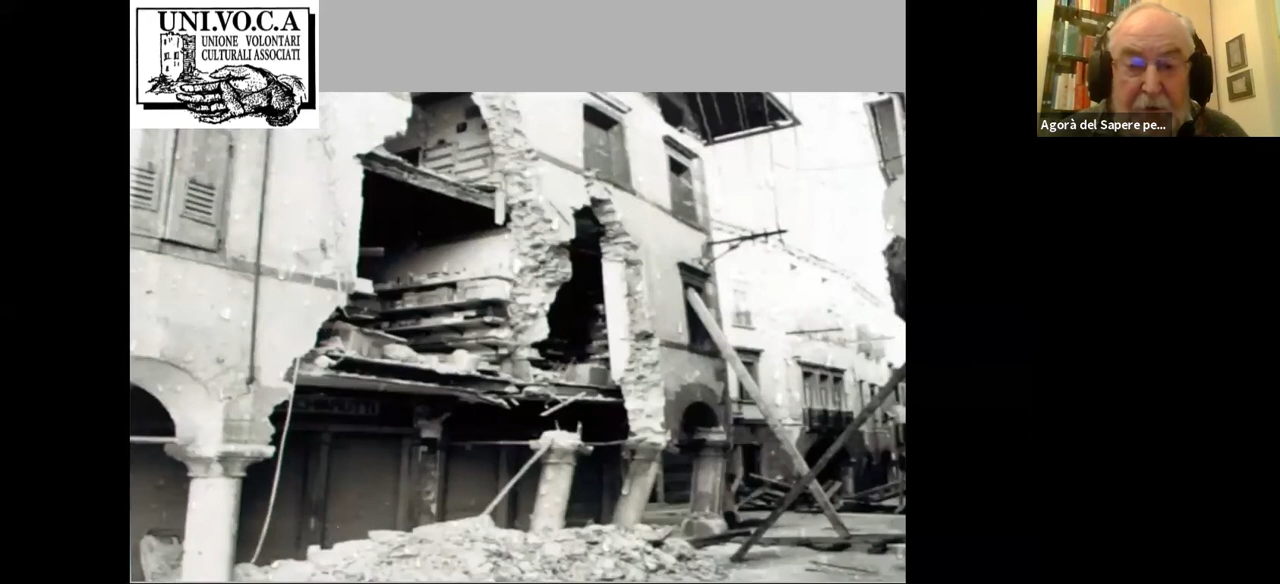 UNI.VO.C.A
UNIONE VOLONTARI
CULTURALI ASSOCIATI
Agorà del Sapere pe...